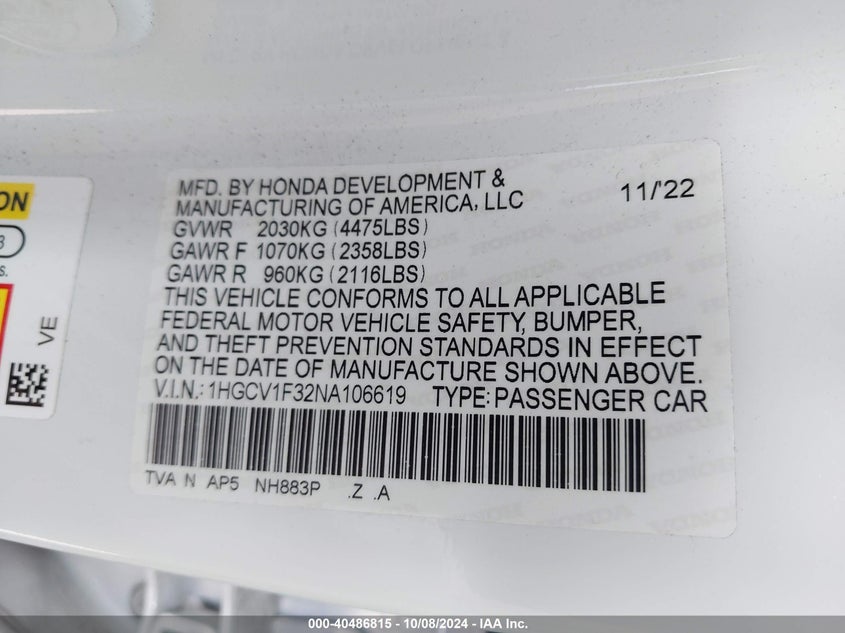 ON
3
s.
VE
MFD. BY HONDA DEVELOPMENT &
MANUFACTURING OF AMERICA, LLC
11/'22
GVWR 2030KG (4475LBS)
GAWR F 1070KG (2358LBS)
GAWR R 960KG (2116LBS)
THIS VEHICLE CONFORMS TO ALL APPLICABLE
FEDERAL MOTOR VEHICLE SAFETY, BUMPER,
AND THEFT PREVENTION STANDARDS IN EFFECT
ON THE DATE OF MANUFACTURE SHOWN ABOVE.
V.I.N.: 1HGCV1F32NA106619 TYPE: PASSENGER CAR
TVA N AP5 NH883P .Z .A
000-40486815 - 10/08/2024 - IAA Inc.